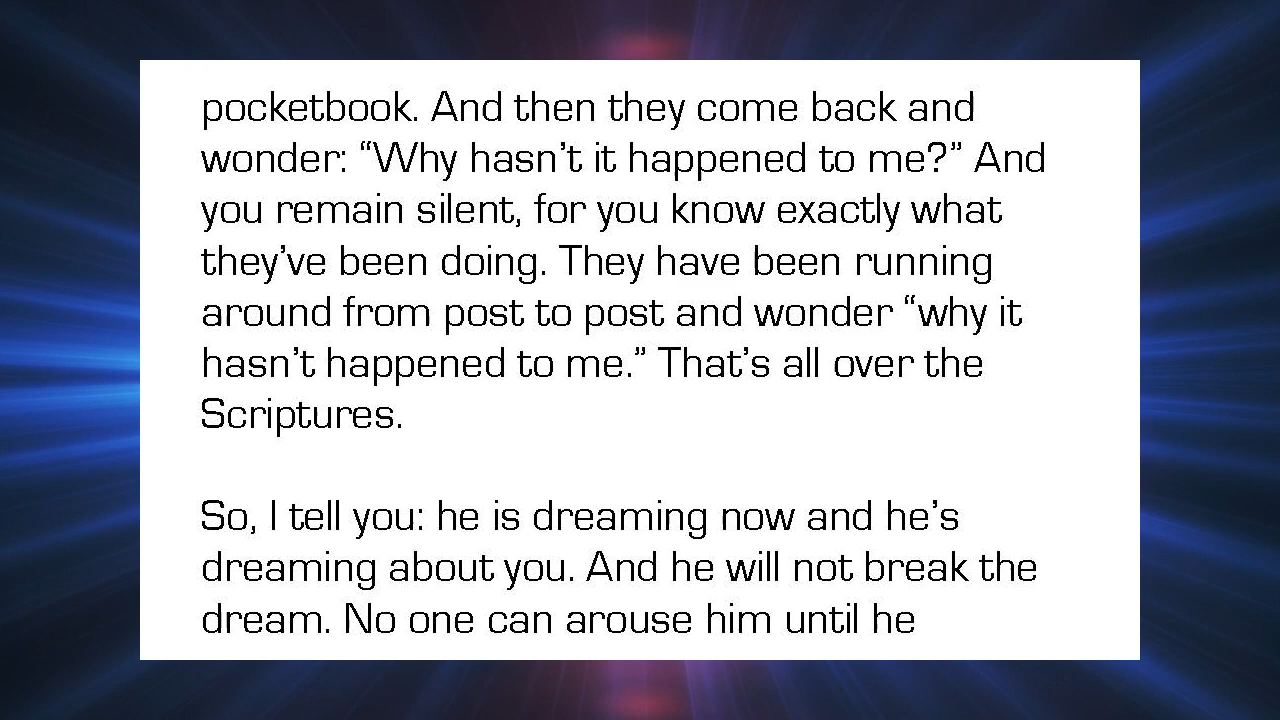 pocketbook. And then they come back and
wonder: “Why hasn’t it happened to me?” And
you remain silent, for you know exactly what
they’ve been doing. They have been running
around from post to post and wonder “why it
hasn’t happened to me.” That’s all over the
Scriptures.
So, I tell you: he is dreaming now and he’s
dreaming about you. And he will not break the
dream. No one can arouse him until he